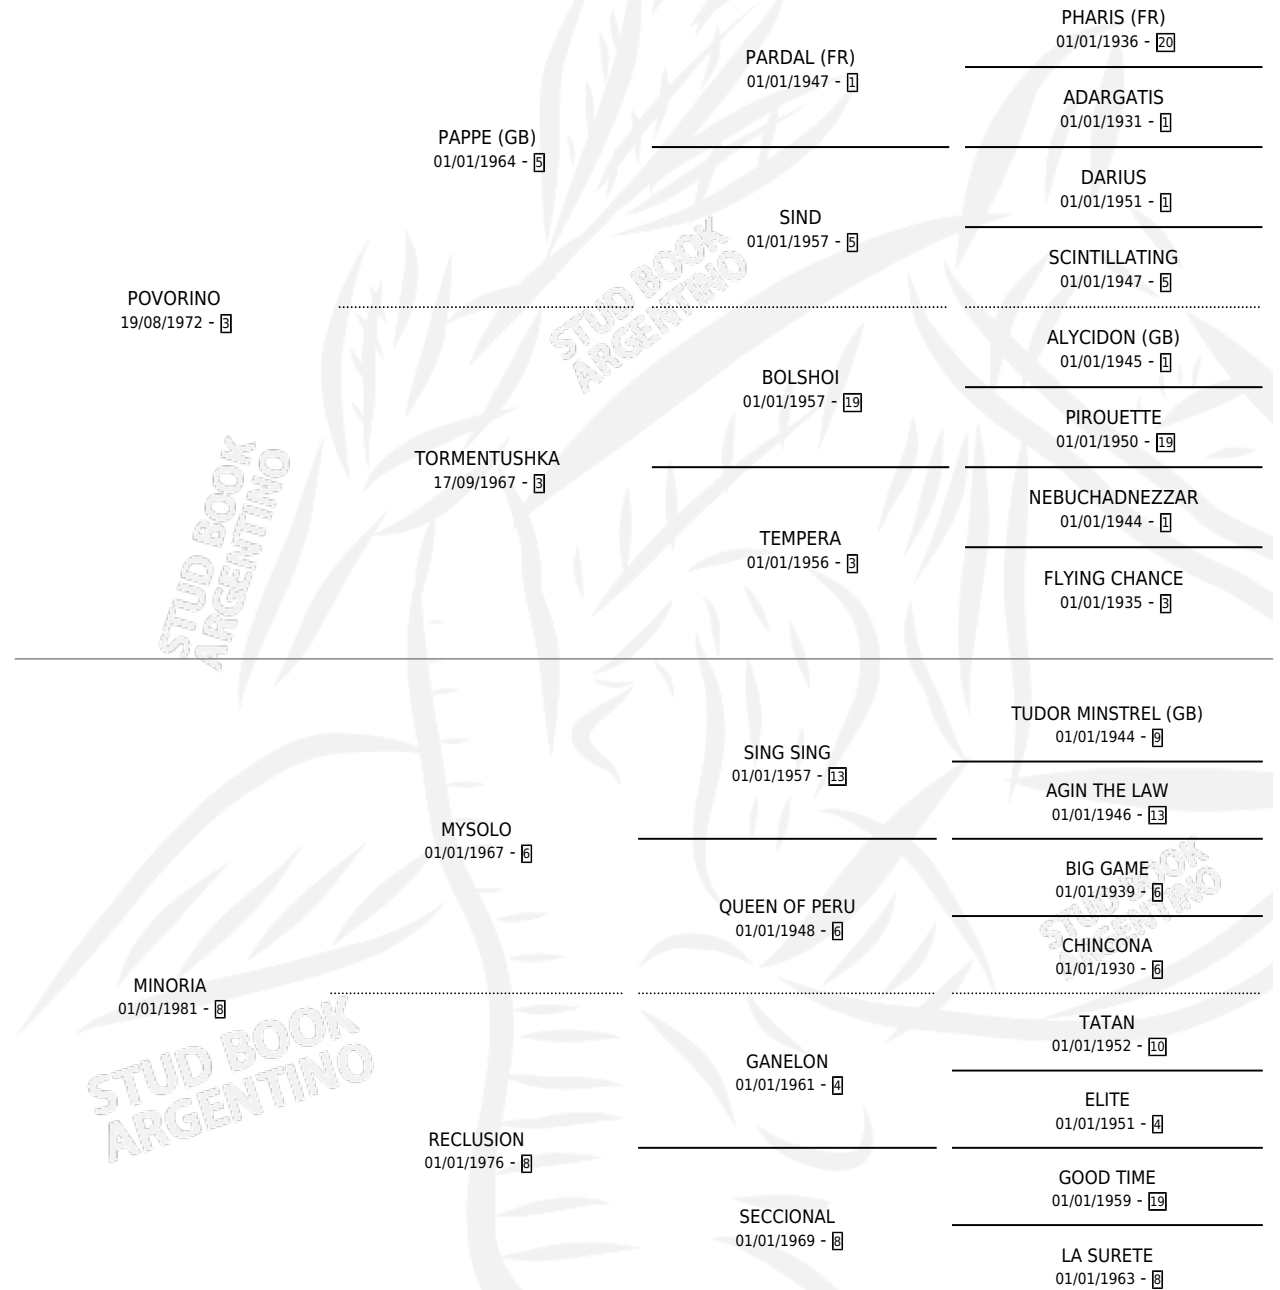 PHARIS (FR)
01/01/1936 - 20
PARDAL (FR)
01/01/1947 - 1
ADARGATIS
01/01/1931 - 1
PAPPE (GB)
01/01/1964 - 5
DARIUS
01/01/1951 - 1
SIND
01/01/1957 - 5
SCINTILLATING
01/01/1947 - 5
POVORINO
19/08/1972 - 3
ALYCIDON (GB)
01/01/1945 - 1
BOLSHOI
01/01/1957 - 19
PIROUETTE
01/01/1950 - 19
TORMENTUSHKA
17/09/1967 - 3
NEBUCHADNEZZAR
01/01/1944 - 1
TEMPERA
01/01/1956 - 3
FLYING CHANCE
01/01/1935 - 3
TUDOR MINSTREL (GB)
01/01/1944 - 9
SING SING
01/01/1957 - 13
AGIN THE LAW
01/01/1946 - 13
MYSOLO
01/01/1967 - 6
BIG GAME
01/01/1939 - 6
QUEEN OF PERU
01/01/1948 - 6
CHINCONA
01/01/1930 - 6
MINORIA
01/01/1981 - 8
TATAN
01/01/1952 - 10
GANELON
01/01/1961 - 4
ELITE
01/01/1951 - 4
RECLUSION
01/01/1976 - 8
GOOD TIME
01/01/1959 - 19
SECCIONAL
01/01/1969 - 8
LA SURETE
01/01/1963 - 8
STUD BOOK
ARGENTINO
STUD BOOK
ARGENTINO
STUD BOOK
ARGENTINO
STUD BOOK
ARGENTINO